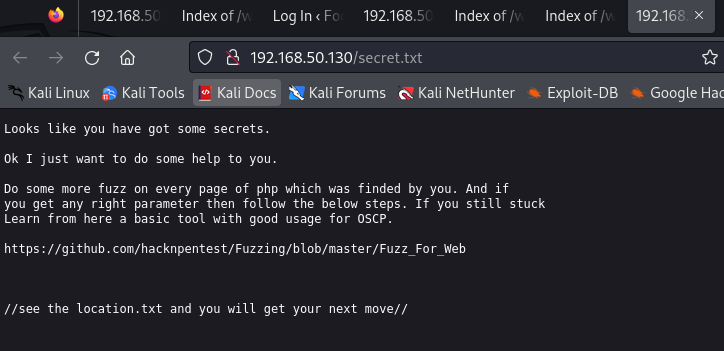 192.168.50 Index of /w Log In ‹ Fo 192.168.50 Index of /w Index of /w 192.168.
192.168.50.130/secret.txt
Kali Linux Kali Tools Kali Docs Kali Forums Kali NetHunter Exploit-DB Google Hac
Looks like you have got some secrets.
Ok I just want to do some help to you.
Do some more fuzz on every page of php which was finded by you. And if
you get any right parameter then follow the below steps. If you still stuck
Learn from here a basic tool with good usage for OSCP.
https://github.com/hacknpentest/Fuzzing/blob/master/Fuzz_For_Web
//see the location.txt and you will get your next move//